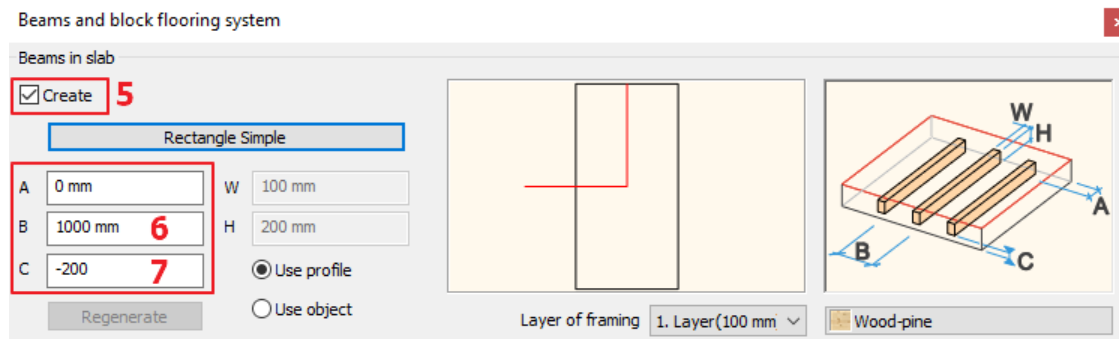 Beams and block flooring system
Beams in slab
Create 5
Rectangle Simple
A 0 mm W 100 mm
B 1000 mm 6 H 200 mm
C -200 7 Use profile
Regenerate Use object
Layer of framing 1. Layer(100 mm Wood-pine
W
H
A
B
C